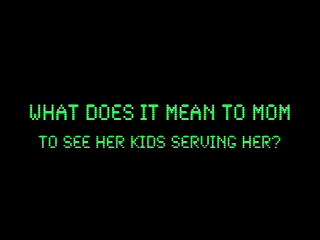 WHAT DOES IT MEAN TO MOM
TO SEE HER KIDS SERVING HER?